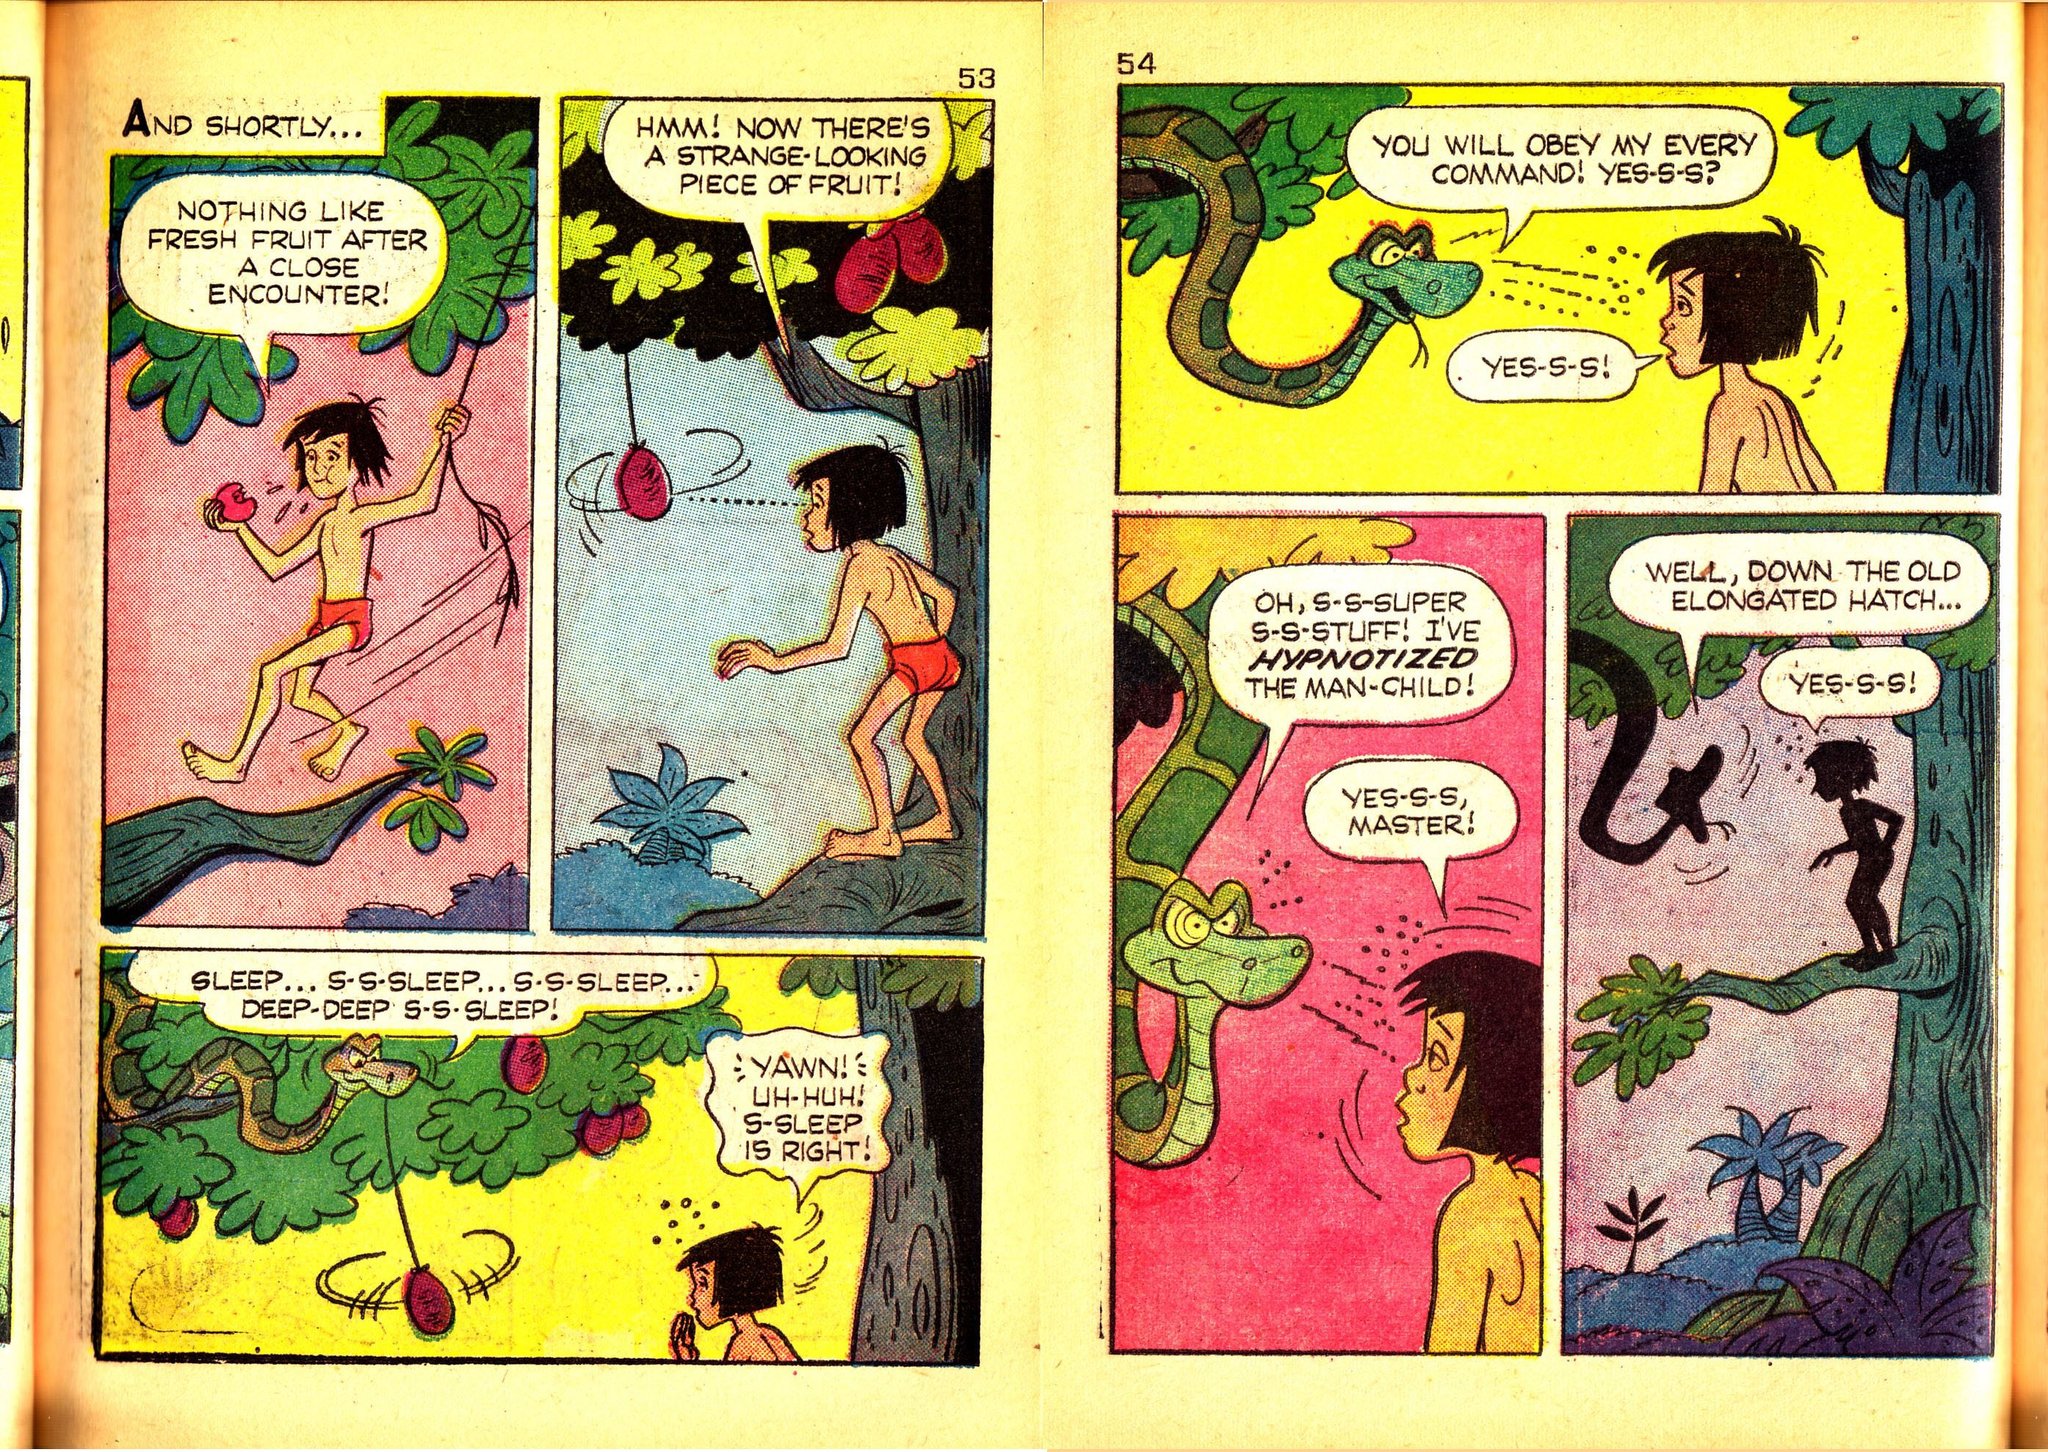 53
AND SHORTLY...
NOTHING LIKE
FRESH FRUIT AFTER
A CLOSE
ENCOUNTER!
HMM! NOW THERE'S
A STRANGE-LOOKING
PIECE OF FRUIT!
SLEEP... S-S-SLEEP... S-S-SLEEP...
DEEP-DEEP S-S-SLEEP!
YAWN!
UH-HUH!
S-SLEEP
IS RIGHT!
54
YOU WILL OBEY MY EVERY
COMMAND! YES-S-S?
YES-S-S!
OH, S-S-SUPER
S-S-STUFF! I'VE
HYPNOTIZED
THE MAN-CHILD!
YES-S-S,
MASTER!
WELL, DOWN THE OLD
ELONGATED HATCH...
YES-S-S!